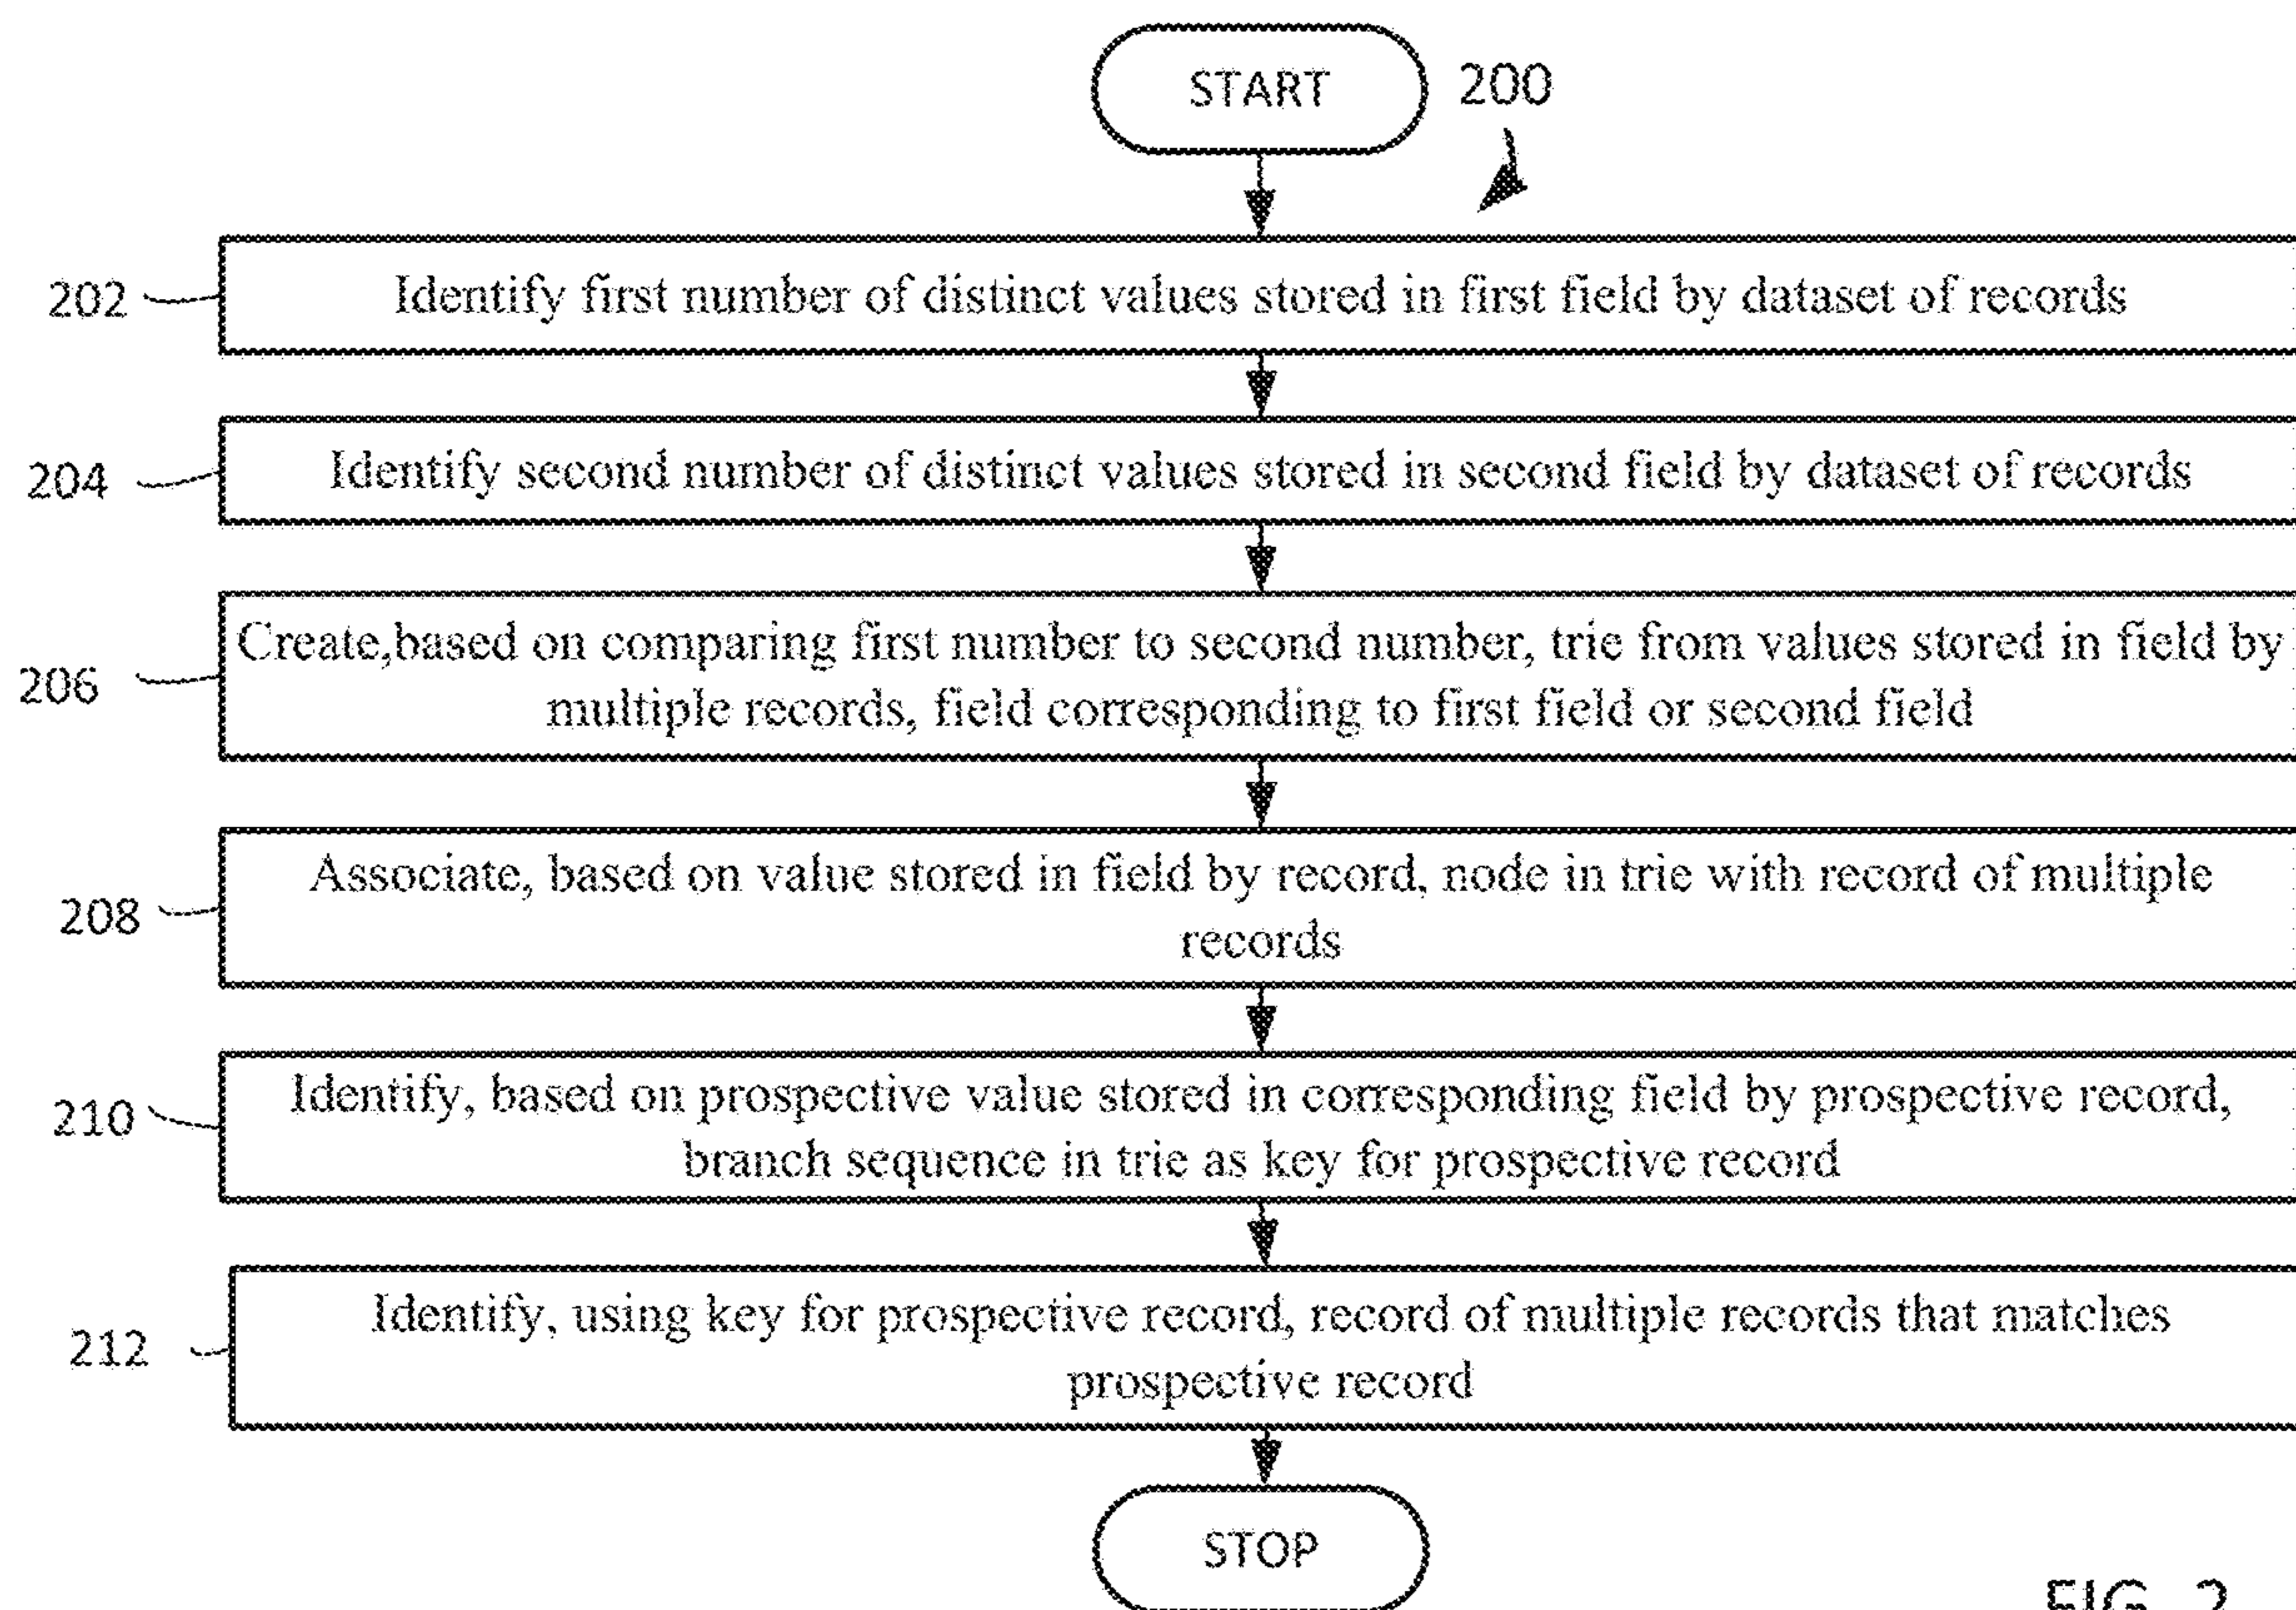 START
200
202
Identify first number of distinct values stored in first field by dataset of records
204
Identify second number of distinct values stored in second field by dataset of records
206
Create,based on comparing first number to second number, trie from values stored in field by
multiple records, field corresponding to first field or second field
208
Associate, based on value stored in field by record, node in trie with record of multiple
records
210
Identify, based on prospective value stored in corresponding field by prospective record,
branch sequence in trie as key for prospective record
212
Identify, using key for prospective record, record of multiple records that matches
prospective record
STOP
FIG. 2